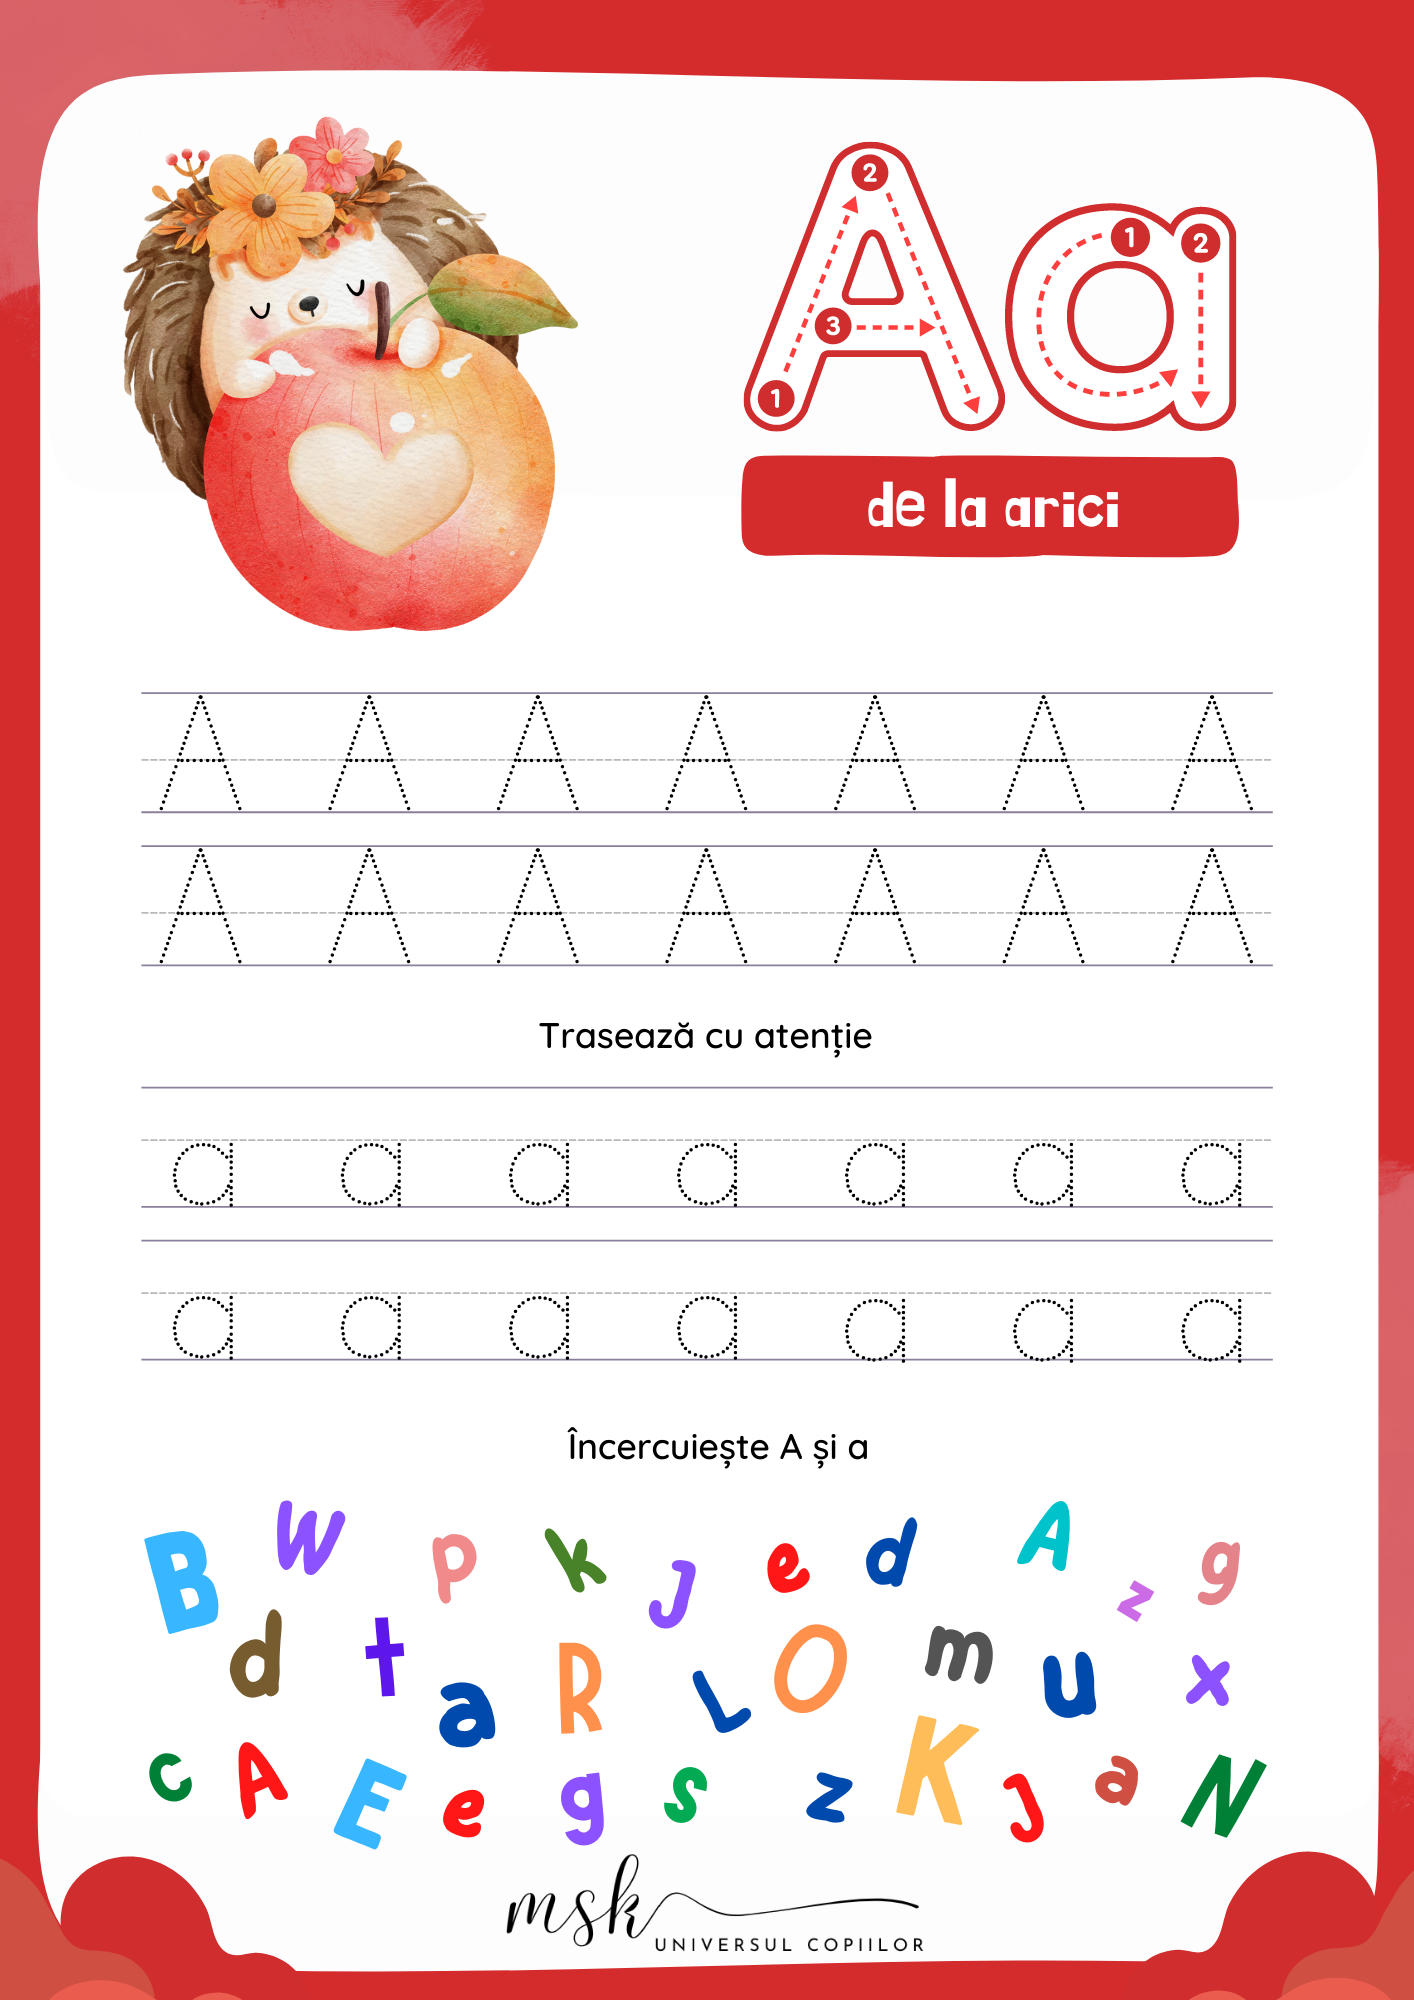 Aa
1 2 3 1 2
de la arici
A A A A A A A
A A A A A A A
Trasează cu atenție
a a a a a a a
a a a a a a a
Încercuiește A și a
B W p k J e d A z g
d t a R L O m u x
c A E e g s z K J a N
msk
UNIVERSUL COPIILOR